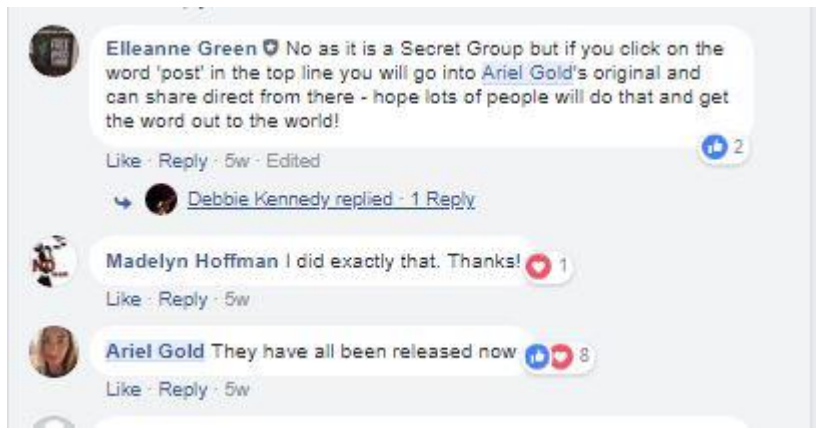 Elleanne Green No as it is a Secret Group but if you click on the
word 'post' in the top line you will go into Ariel Gold's original and
can share direct from there - hope lots of people will do that and get
the word out to the world!
2
Like · Reply · 5w · Edited
Debbie Kennedy replied · 1 Reply
Madelyn Hoffman I did exactly that. Thanks! 1
Like · Reply · 5w
Ariel Gold They have all been released now 8
Like · Reply · 5w